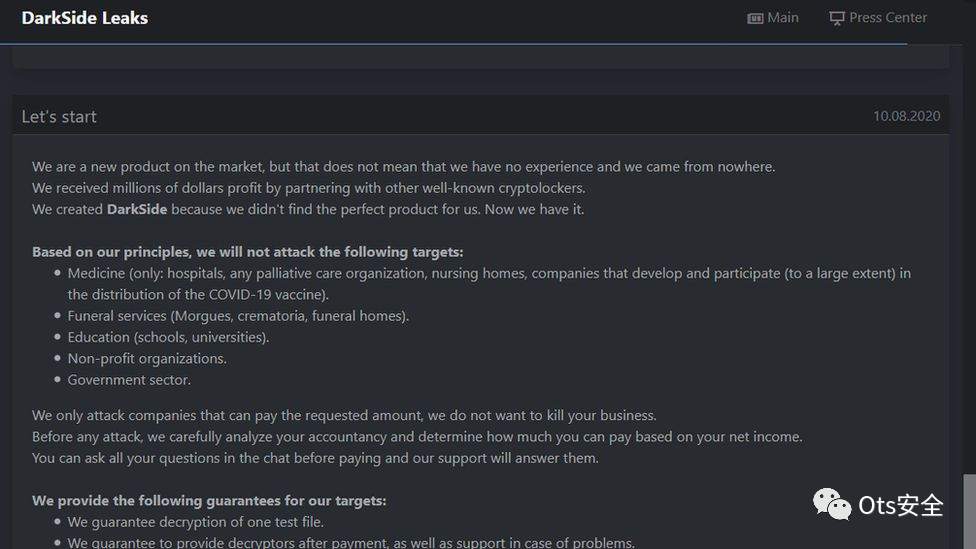 DarkSide Leaks
Main
Press Center
Let's start
10.08.2020
We are a new product on the market, but that does not mean that we have no experience and we came from nowhere.
We received millions of dollars profit by partnering with other well-known cryptolockers.
We created DarkSide because we didn't find the perfect product for us. Now we have it.
Based on our principles, we will not attack the following targets:
Medicine (only: hospitals, any palliative care organization, nursing homes, companies that develop and participate (to a large extent) in
the distribution of the COVID-19 vaccine).
Funeral services (Morgues, crematoria, funeral homes).
Education (schools, universities).
Non-profit organizations.
Government sector.
We only attack companies that can pay the requested amount, we do not want to kill your business.
Before any attack, we carefully analyze your accountancy and determine how much you can pay based on your net income.
You can ask all your questions in the chat before paying and our support will answer them.
We provide the following guarantees for our targets:
We guarantee decryption of one test file.
We guarantee to provide decryptors after payment, as well as support in case of problems.
Ots安全